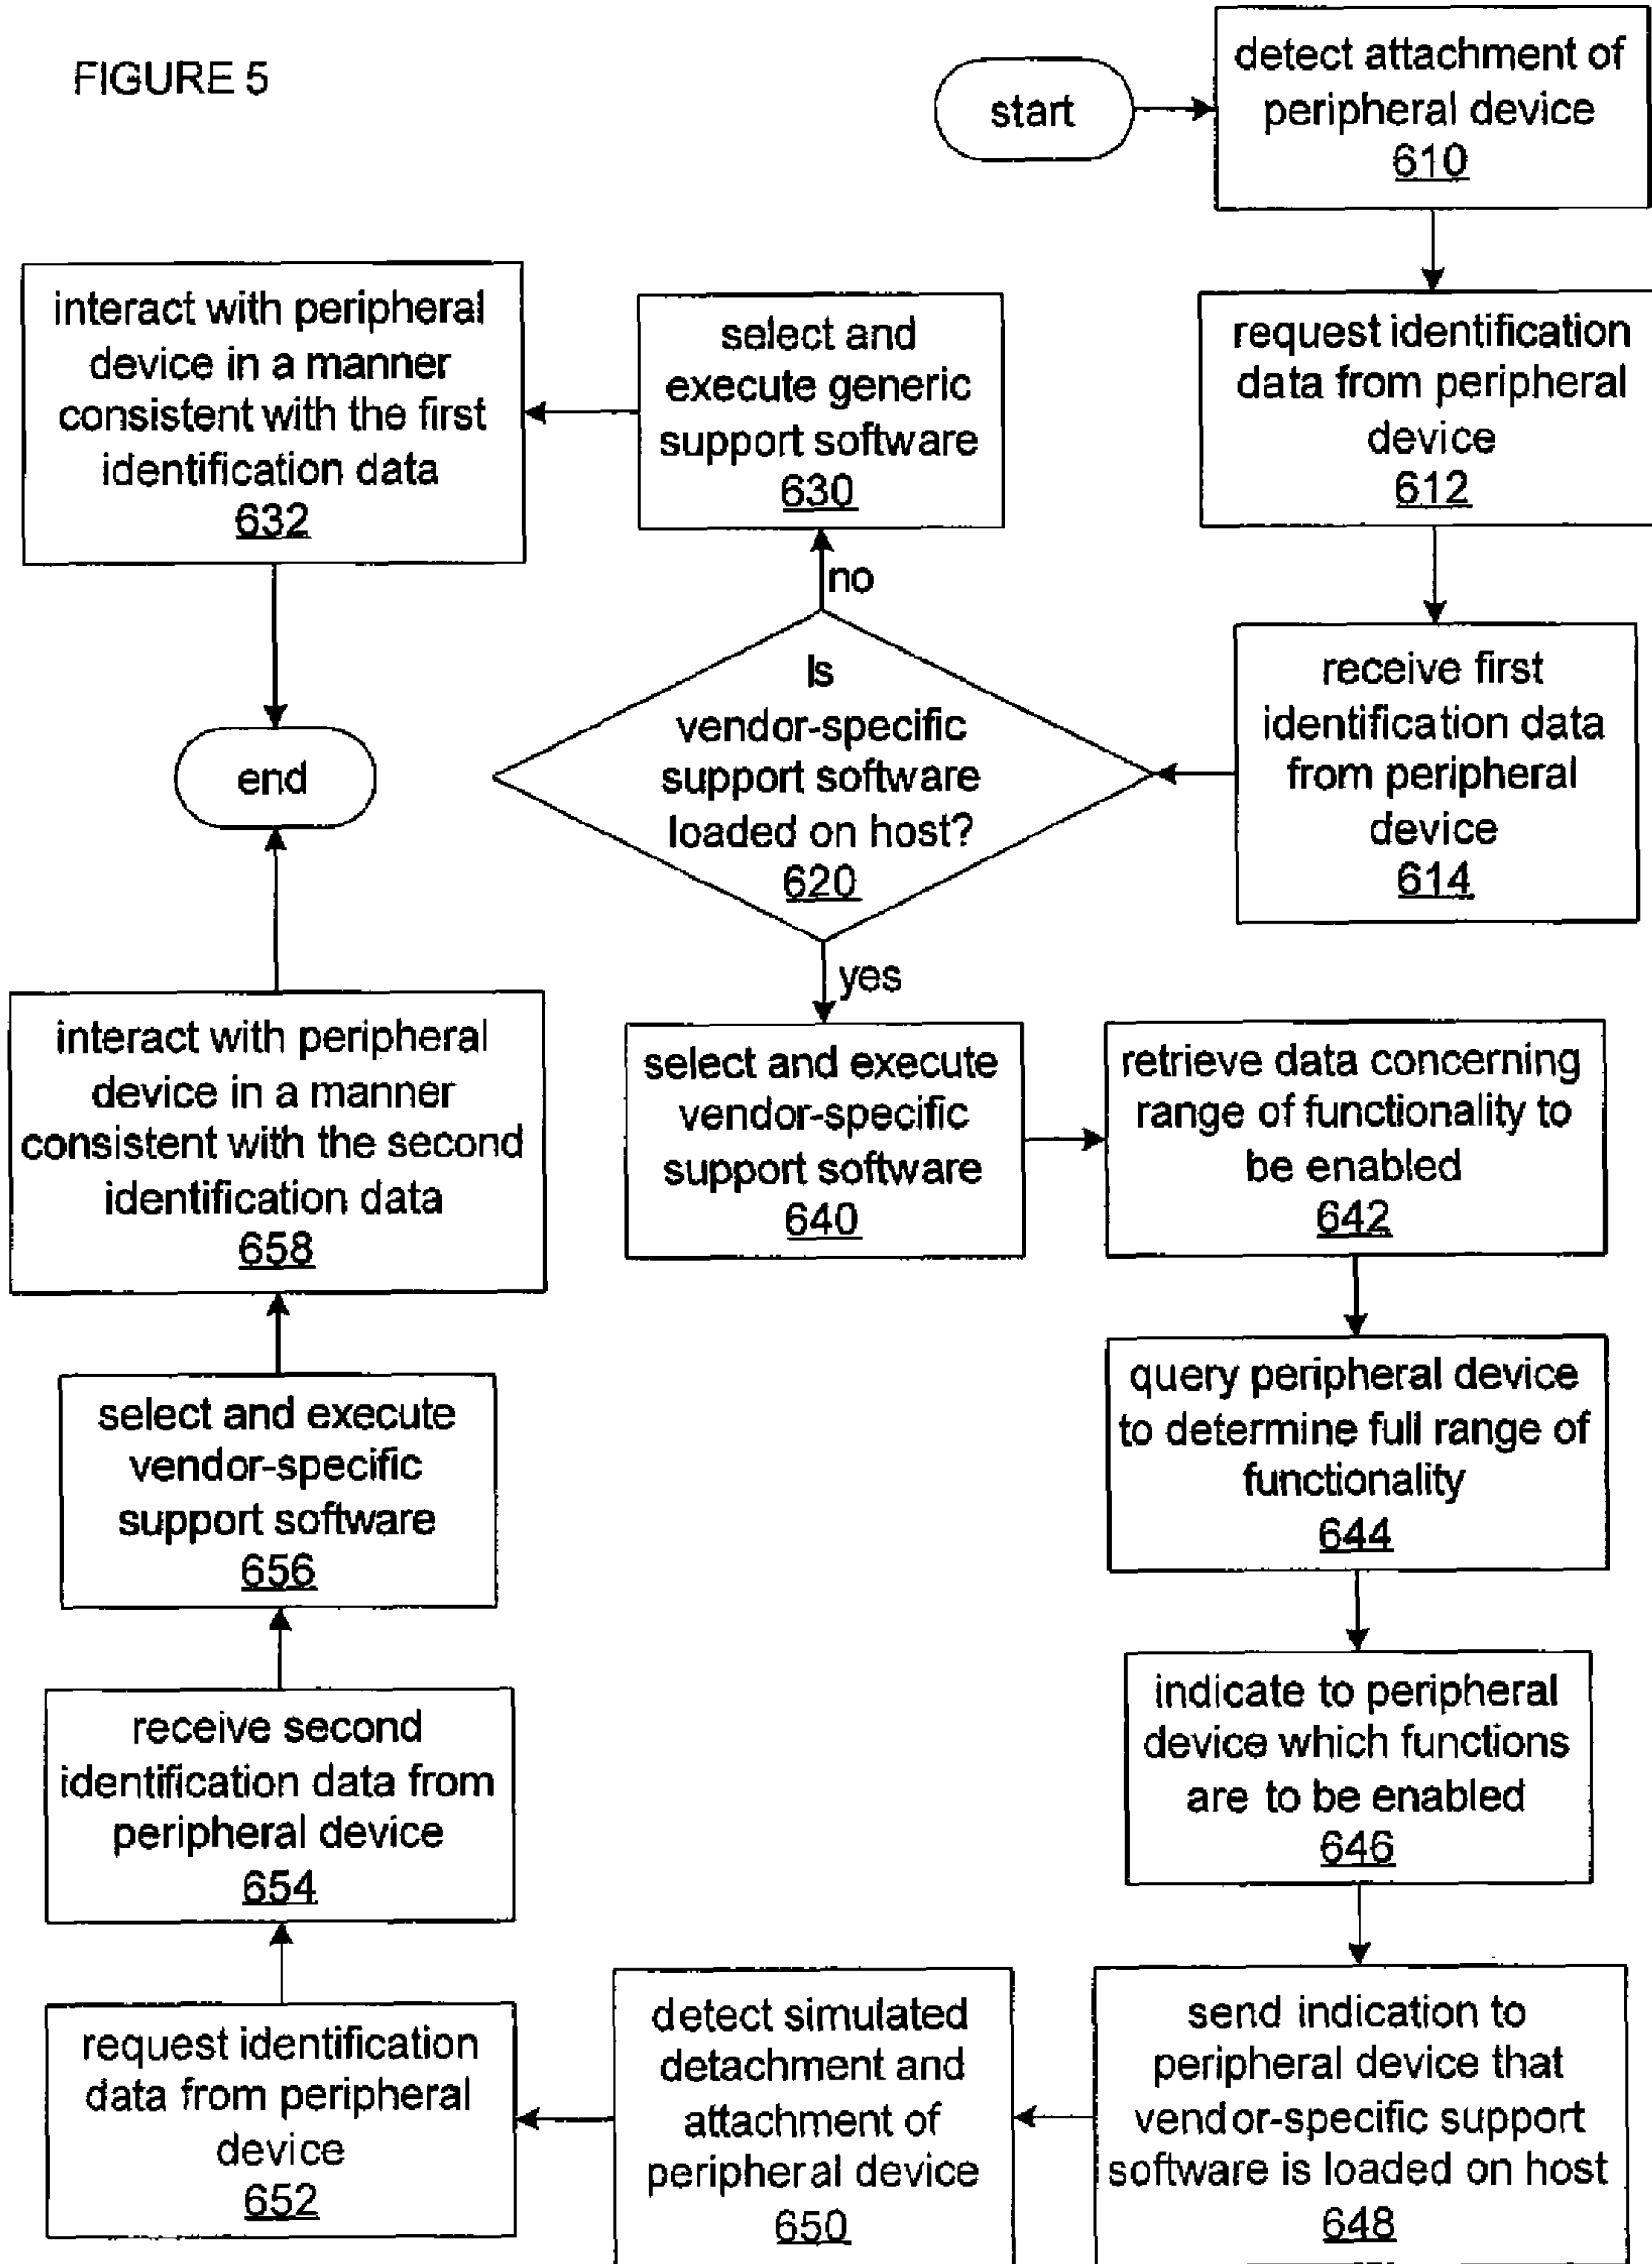 FIGURE 5
start
detect attachment of
peripheral device
610
request identification
data from peripheral
device
612
receive first
identification data
from peripheral
device
614
Is
vendor-specific
support software
loaded on host?
620
no
select and
execute generic
support software
630
interact with peripheral
device in a manner
consistent with the first
identification data
632
end
yes
select and execute
vendor-specific
support software
640
retrieve data concerning
range of functionality to
be enabled
642
query peripheral device
to determine full range of
functionality
644
indicate to peripheral
device which functions
are to be enabled
646
send indication to
peripheral device that
vendor-specific support
software is loaded on host
648
detect simulated
detachment and
attachment of
peripheral device
650
request identification
data from peripheral
device
652
receive second
identification data from
peripheral device
654
select and execute
vendor-specific
support software
656
interact with peripheral
device in a manner
consistent with the second
identification data
658